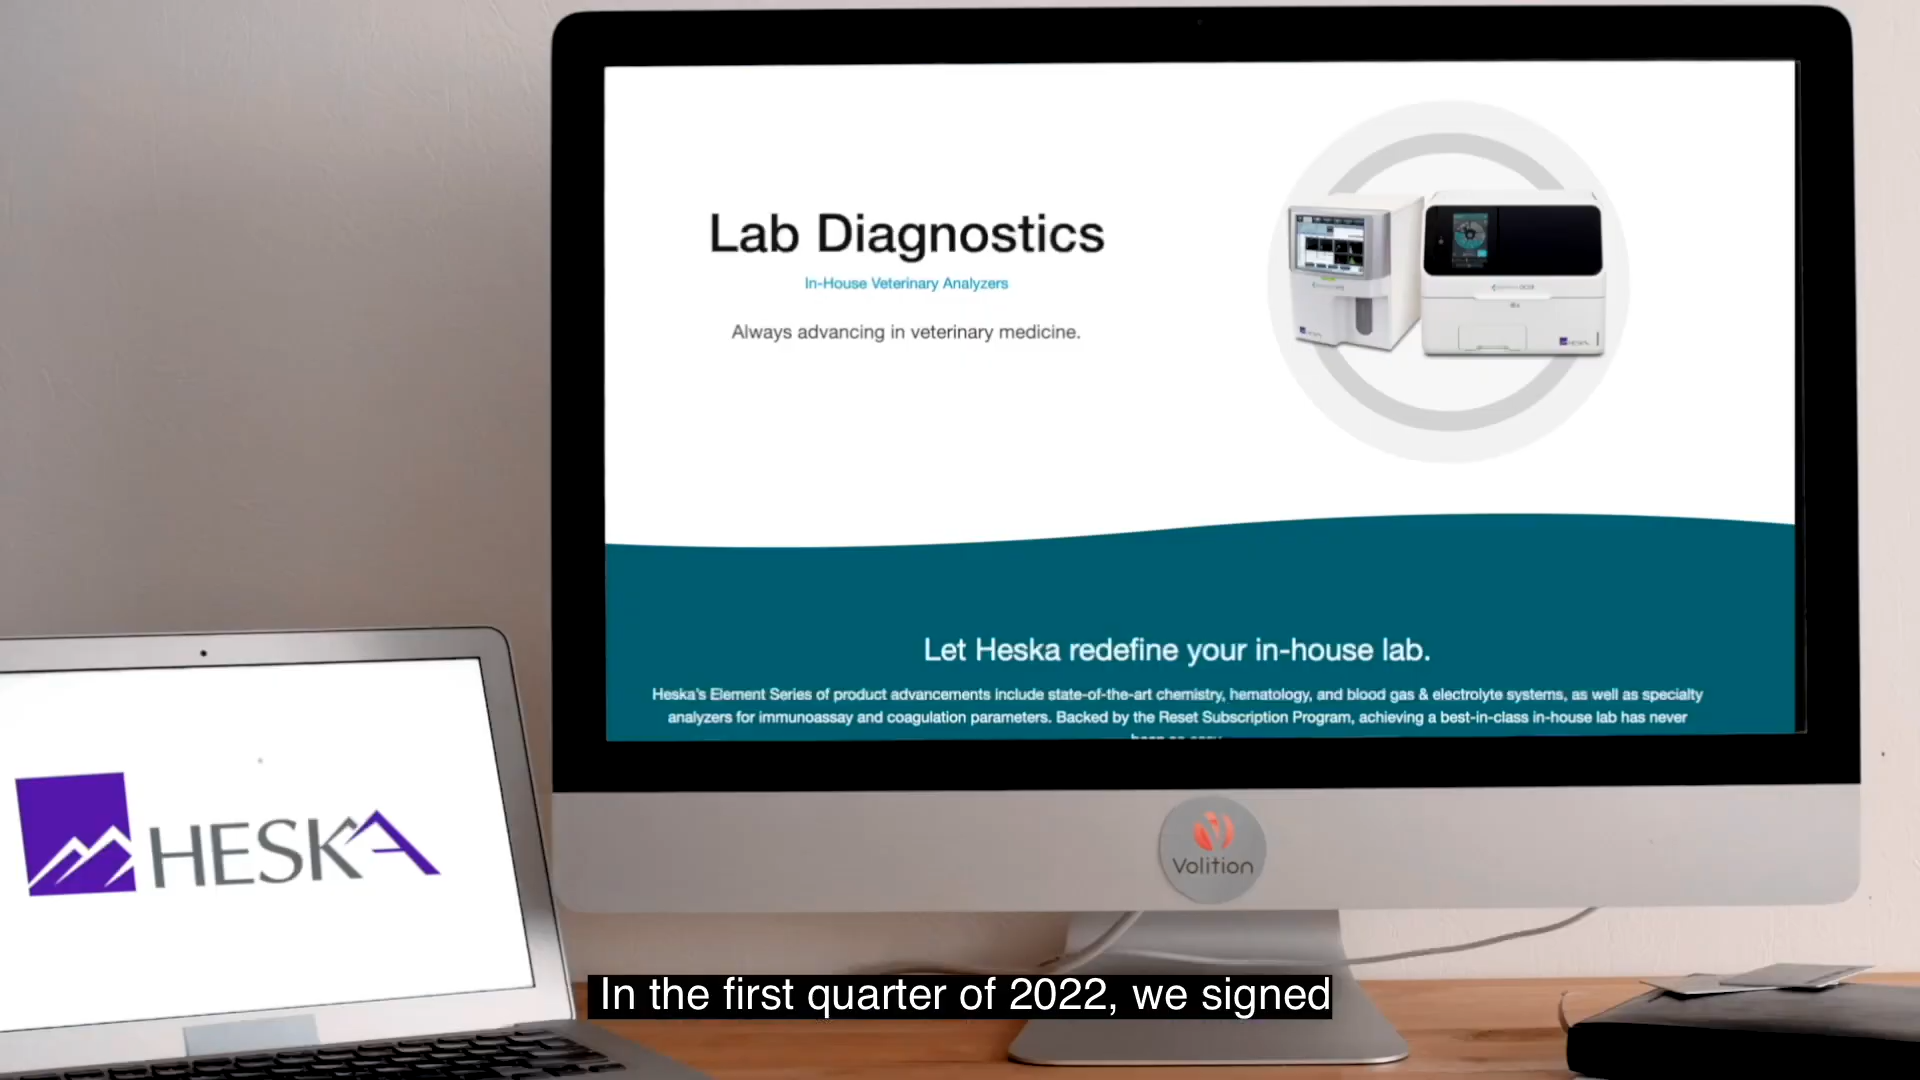 Lab Diagnostics
In-House Veterinary Analyzers
Always advancing in veterinary medicine.
HESKA
Let Heska redefine your in-house lab.
Heska's Element Series of product advancements include state-of-the-art chemistry, hematology, and blood gas & electrolyte systems, as well as specialty
analyzers for immunoassay and coagulation parameters. Backed by the Reset Subscription Program, achieving a best-in-class in-house lab has never
HESKA
Volition
In the first quarter of 2022, we signed